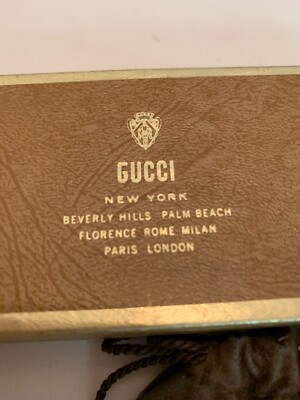 GUCCI
NEW YORK
BEVERLY HILLS PALM BEACH
FLORENCE ROME MILAN
PARIS LONDON